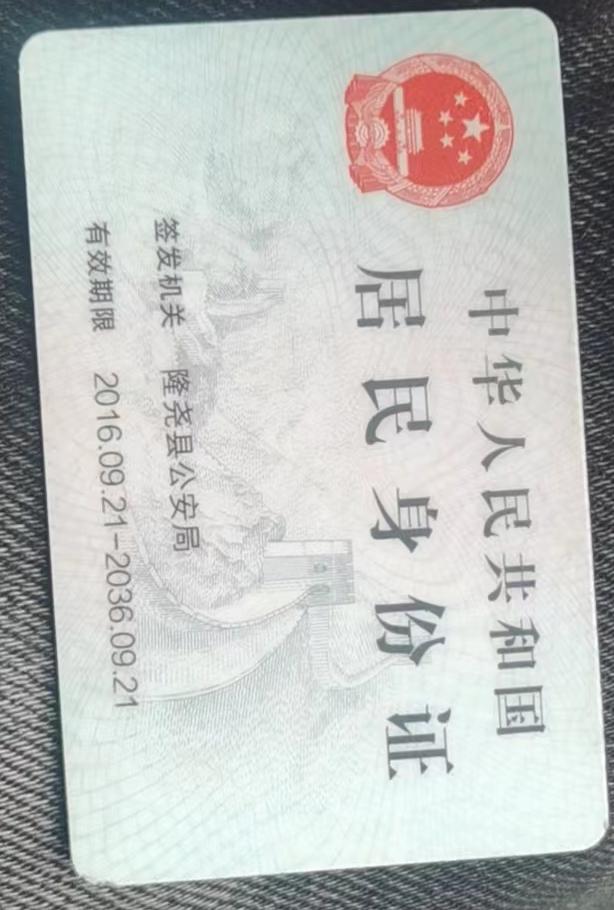 中华人民共和国
居民身份证
签发机关 隆尧县公安局
有效期限 2016.09.21-2036.09.21